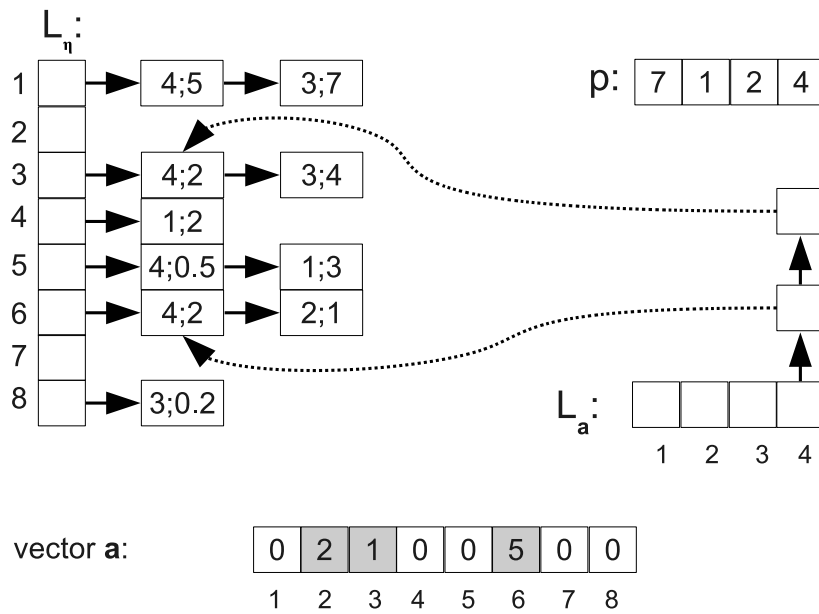 Lη:
1 4;5 3;7
p: 7 1 2 4
2
3 4;2 3;4
4 1;2
5 4;0.5 1;3
6 4;2 2;1
7
8 3;0.2
La:
1 2 3 4
vector a: 0 2 1 0 0 5 0 0
1 2 3 4 5 6 7 8